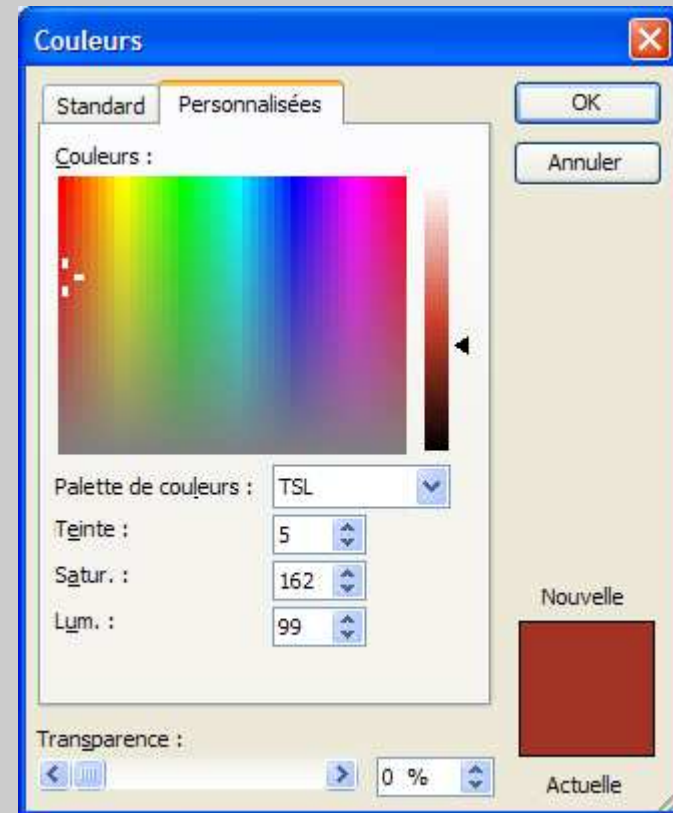 Couleurs
Standard
Personnalisées
OK
Annuler
Couleurs :
Palette de couleurs : TSL
Teinte : 5
Satur. : 162
Lum. : 99
Nouvelle
Actuelle
Transparence :
0 %